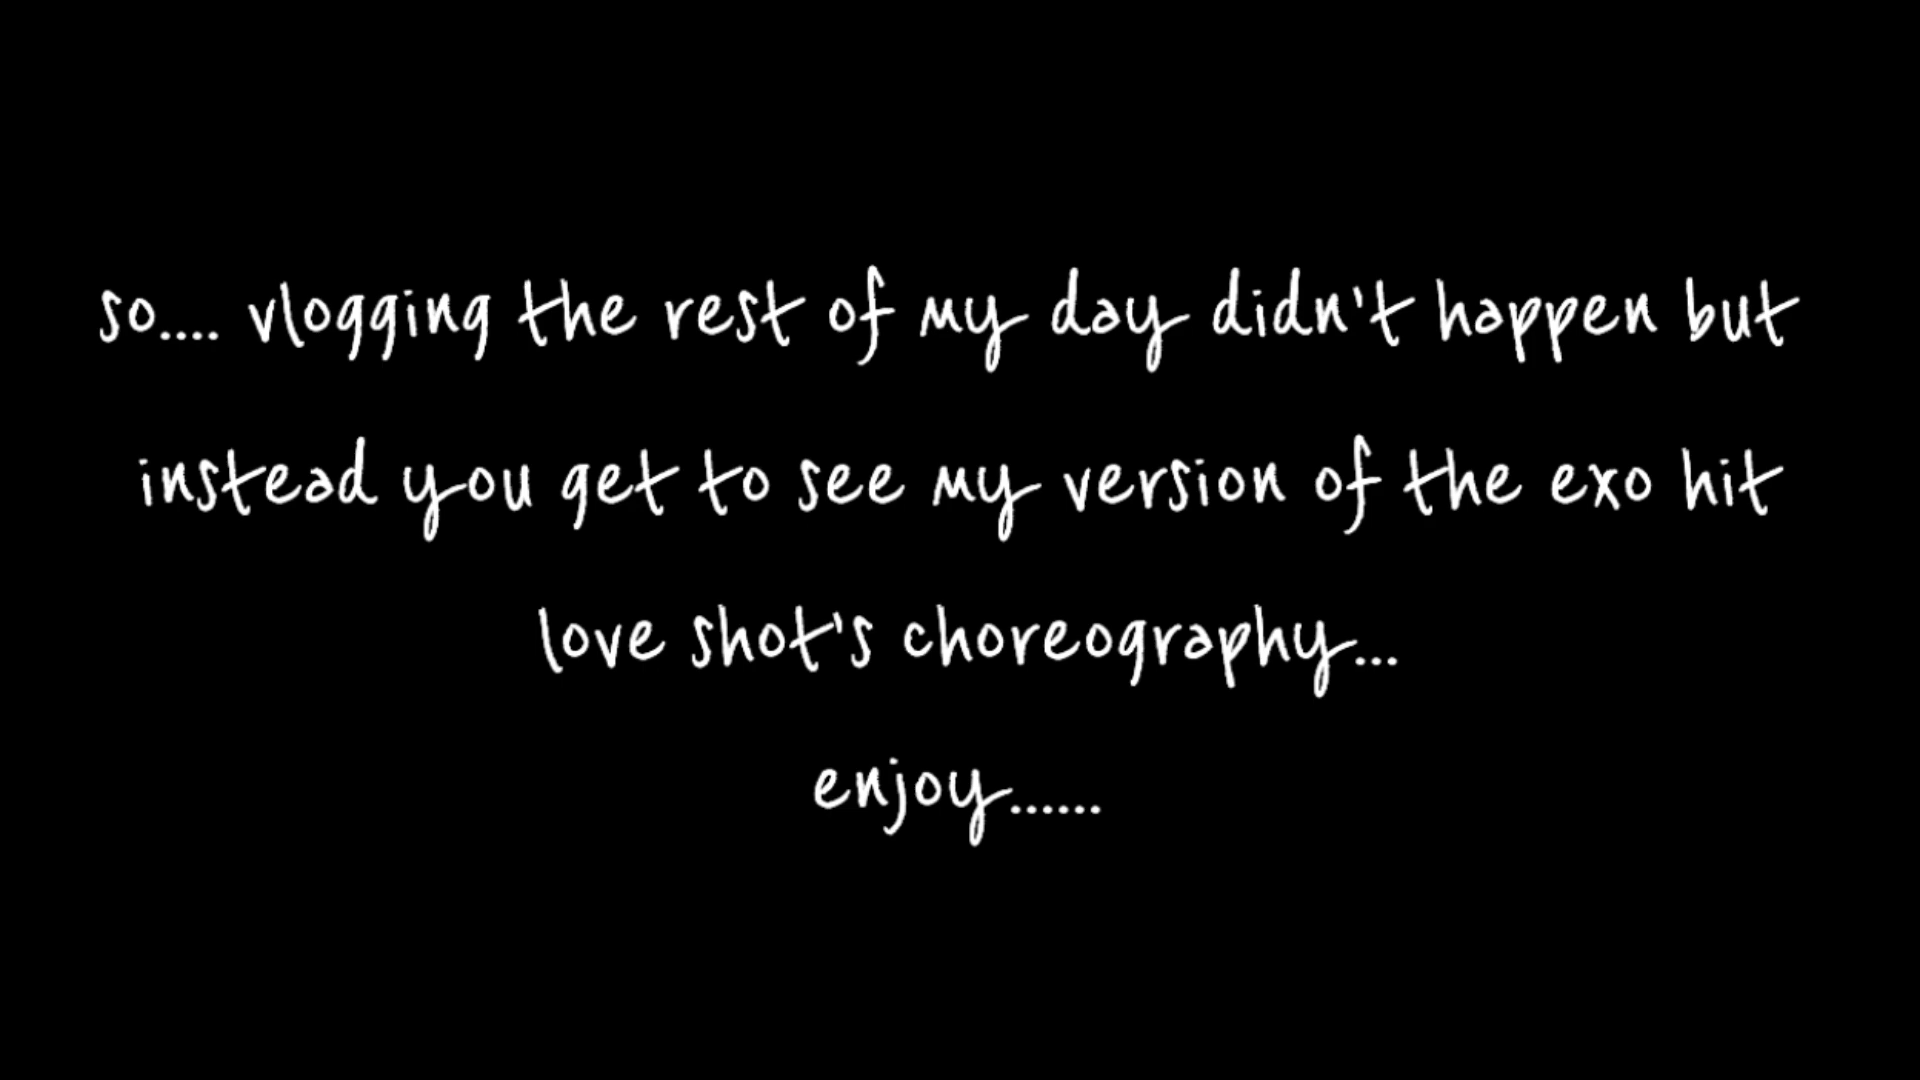 so.... vlogging the rest of my day didn't happen but
instead you get to see my version of the exo hit
love shot's choreography...
enjoy......